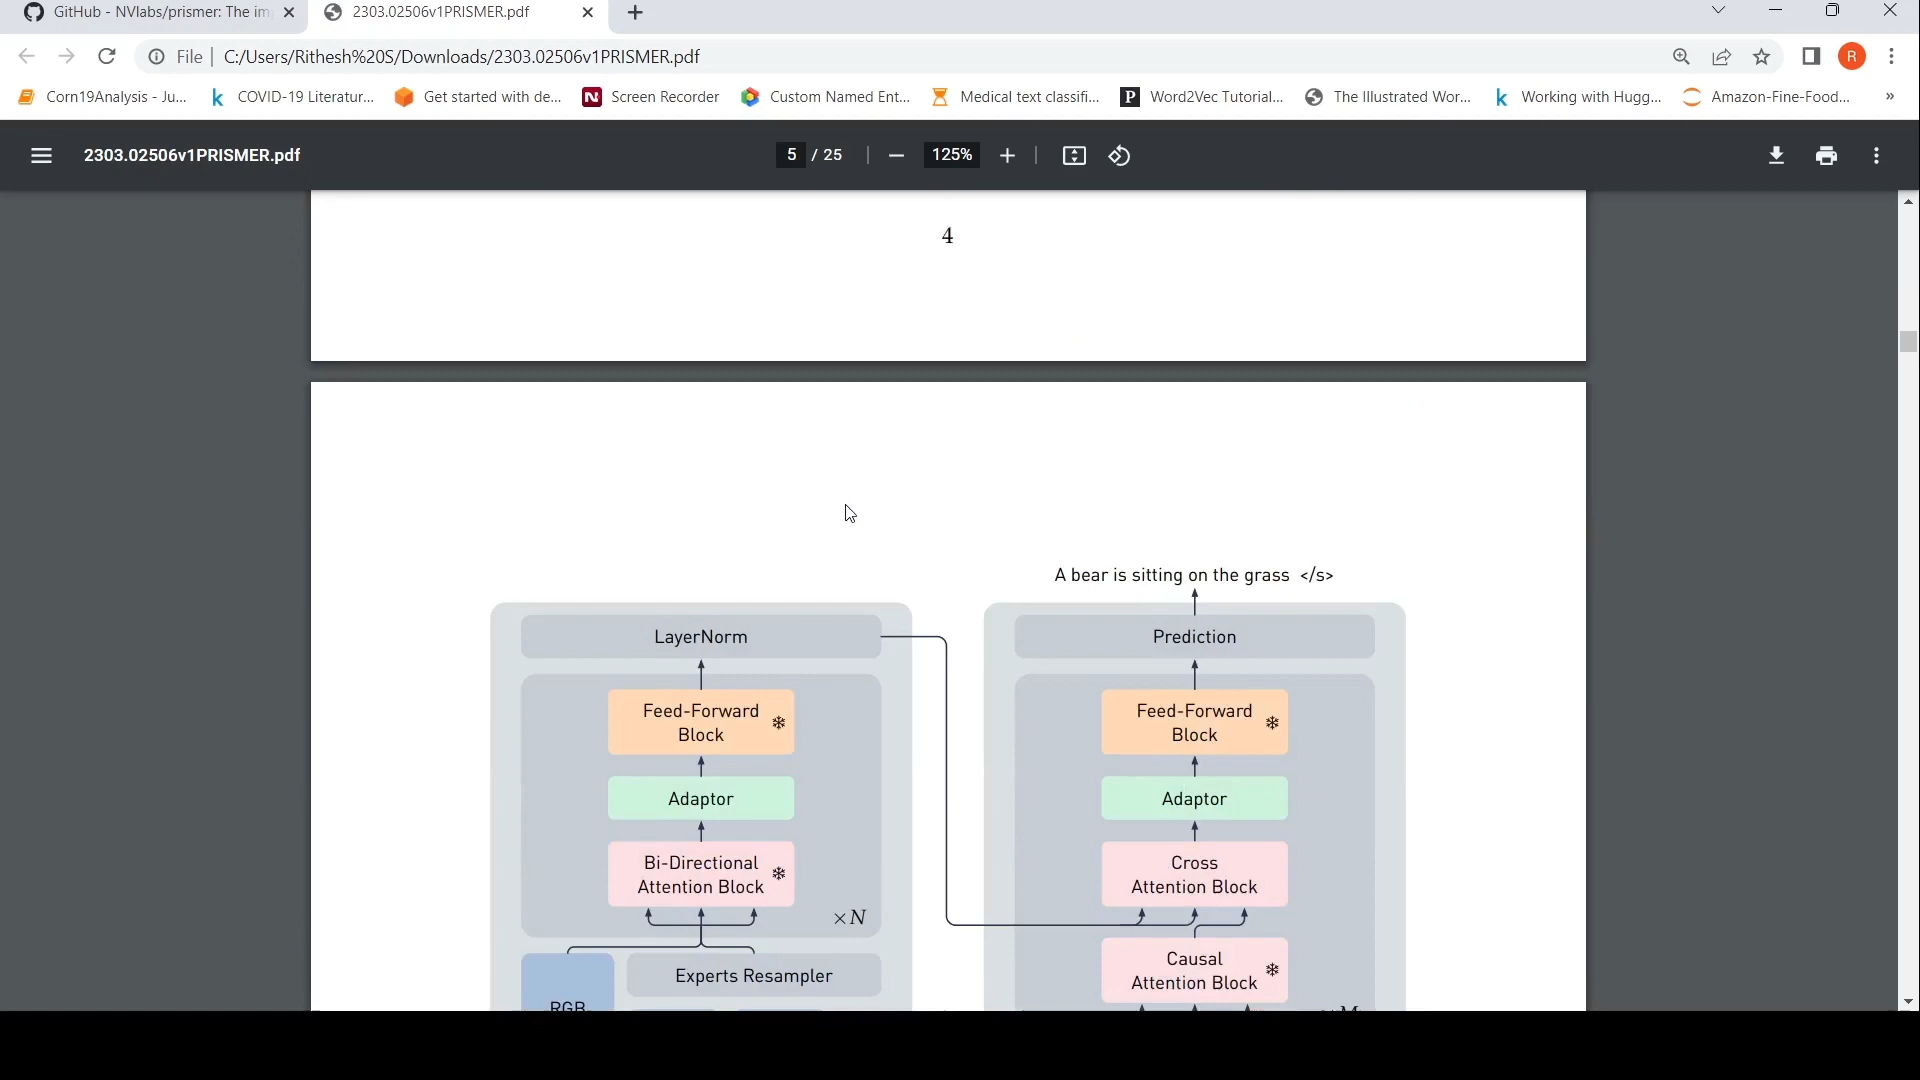 GitHub - NVlabs/prismer: The im
2303.02506v1PRISMER.pdf
File | C:/Users/Rithesh%20S/Downloads/2303.02506v1PRISMER.pdf
R
Corn19Analysis - Ju...
COVID-19 Literatur...
Get started with de...
Screen Recorder
Custom Named Ent...
Medical text classifi...
Word2Vec Tutorial...
The Illustrated Wor...
Working with Hugg...
Amazon-Fine-Food...
»
2303.02506v1PRISMER.pdf
5 / 25
125%
4
A bear is sitting on the grass </s>
LayerNorm
Feed-Forward
Block
Adaptor
Bi-Directional
Attention Block
×N
Experts Resampler
RGB
Prediction
Feed-Forward
Block
Adaptor
Cross
Attention Block
Causal
Attention Block